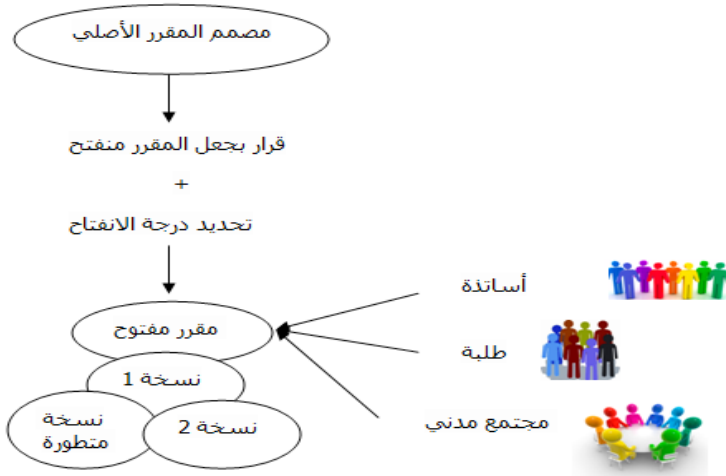 مصمم المقرر الأصلي
قرار بجعل المقرر منفتح
+
تحديد درجة الانفتاح
أساتذة
مقرر مفتوح
طلبة
نسخة 1
نسخة
متطورة
نسخة 2
مجتمع مدني